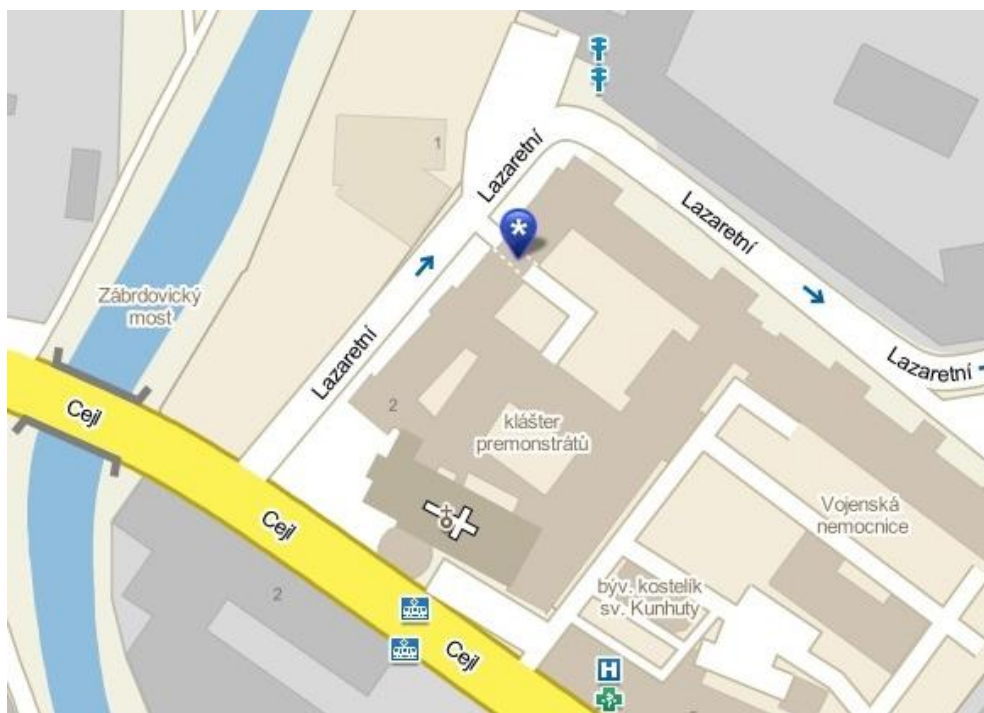 1
Lazaretní
Lazaretní
*
Zábrdovický
most
Lazaretní
Lazaretní
Cejl
2
klášter
premonstrátů
Vojenská
nemocnice
Cejl
býv. kostelík
sv. Kunhuty
2
Cejl
H